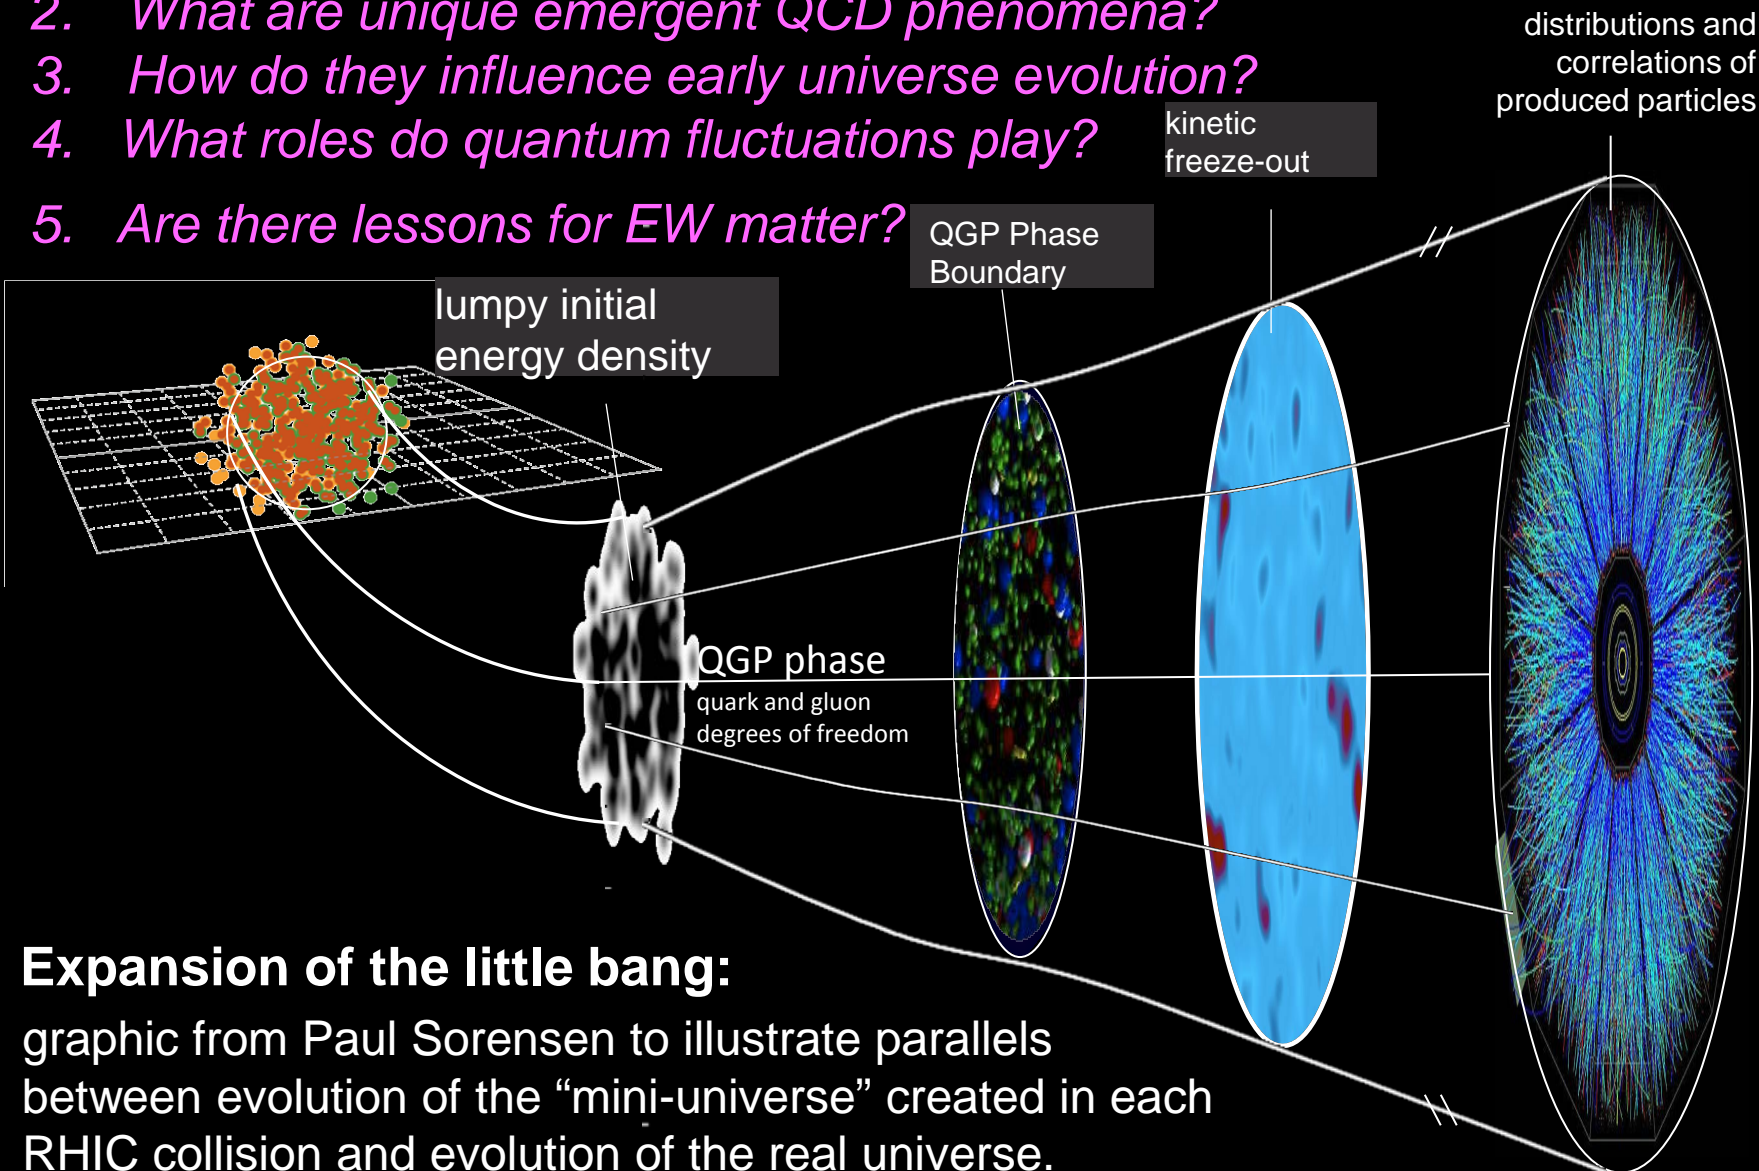 2. What are unique emergent QCD phenomena?
3. How do they influence early universe evolution?
4. What roles do quantum fluctuations play?
5. Are there lessons for EW matter?
distributions and
correlations of
produced particles
kinetic
freeze-out
QGP Phase
Boundary
lumpy initial
energy density
QGP phase
quark and gluon
degrees of freedom
Expansion of the little bang:
graphic from Paul Sorensen to illustrate parallels
between evolution of the “mini-universe” created in each
RHIC collision and evolution of the real universe.